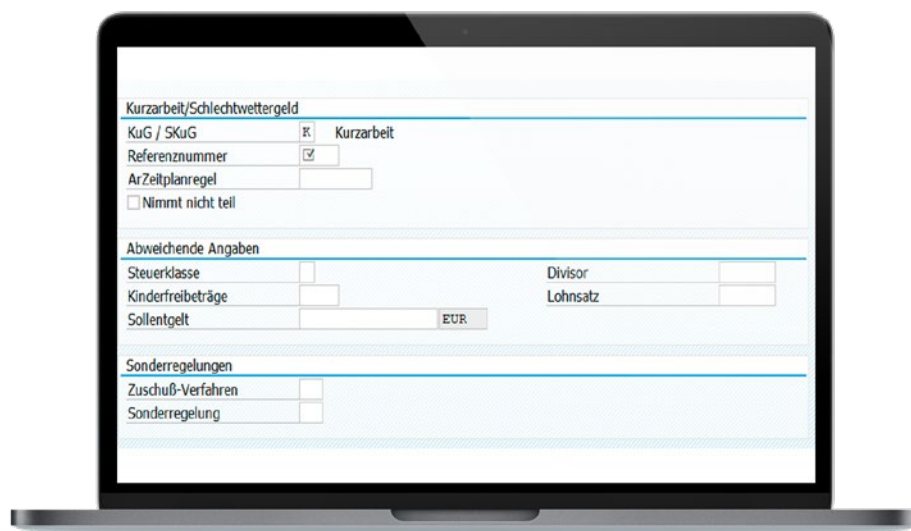 Kurzarbeit/Schlechtwettergeld
KuG / SKuG K Kurzarbeit
Referenznummer
ArZeitplanregel
Nimmt nicht teil
Abweichende Angaben
Steuerklasse Divisor
Kinderfreibeträge Lohnsatz
Sollentgelt EUR
Sonderregelungen
Zuschuß-Verfahren
Sonderregelung